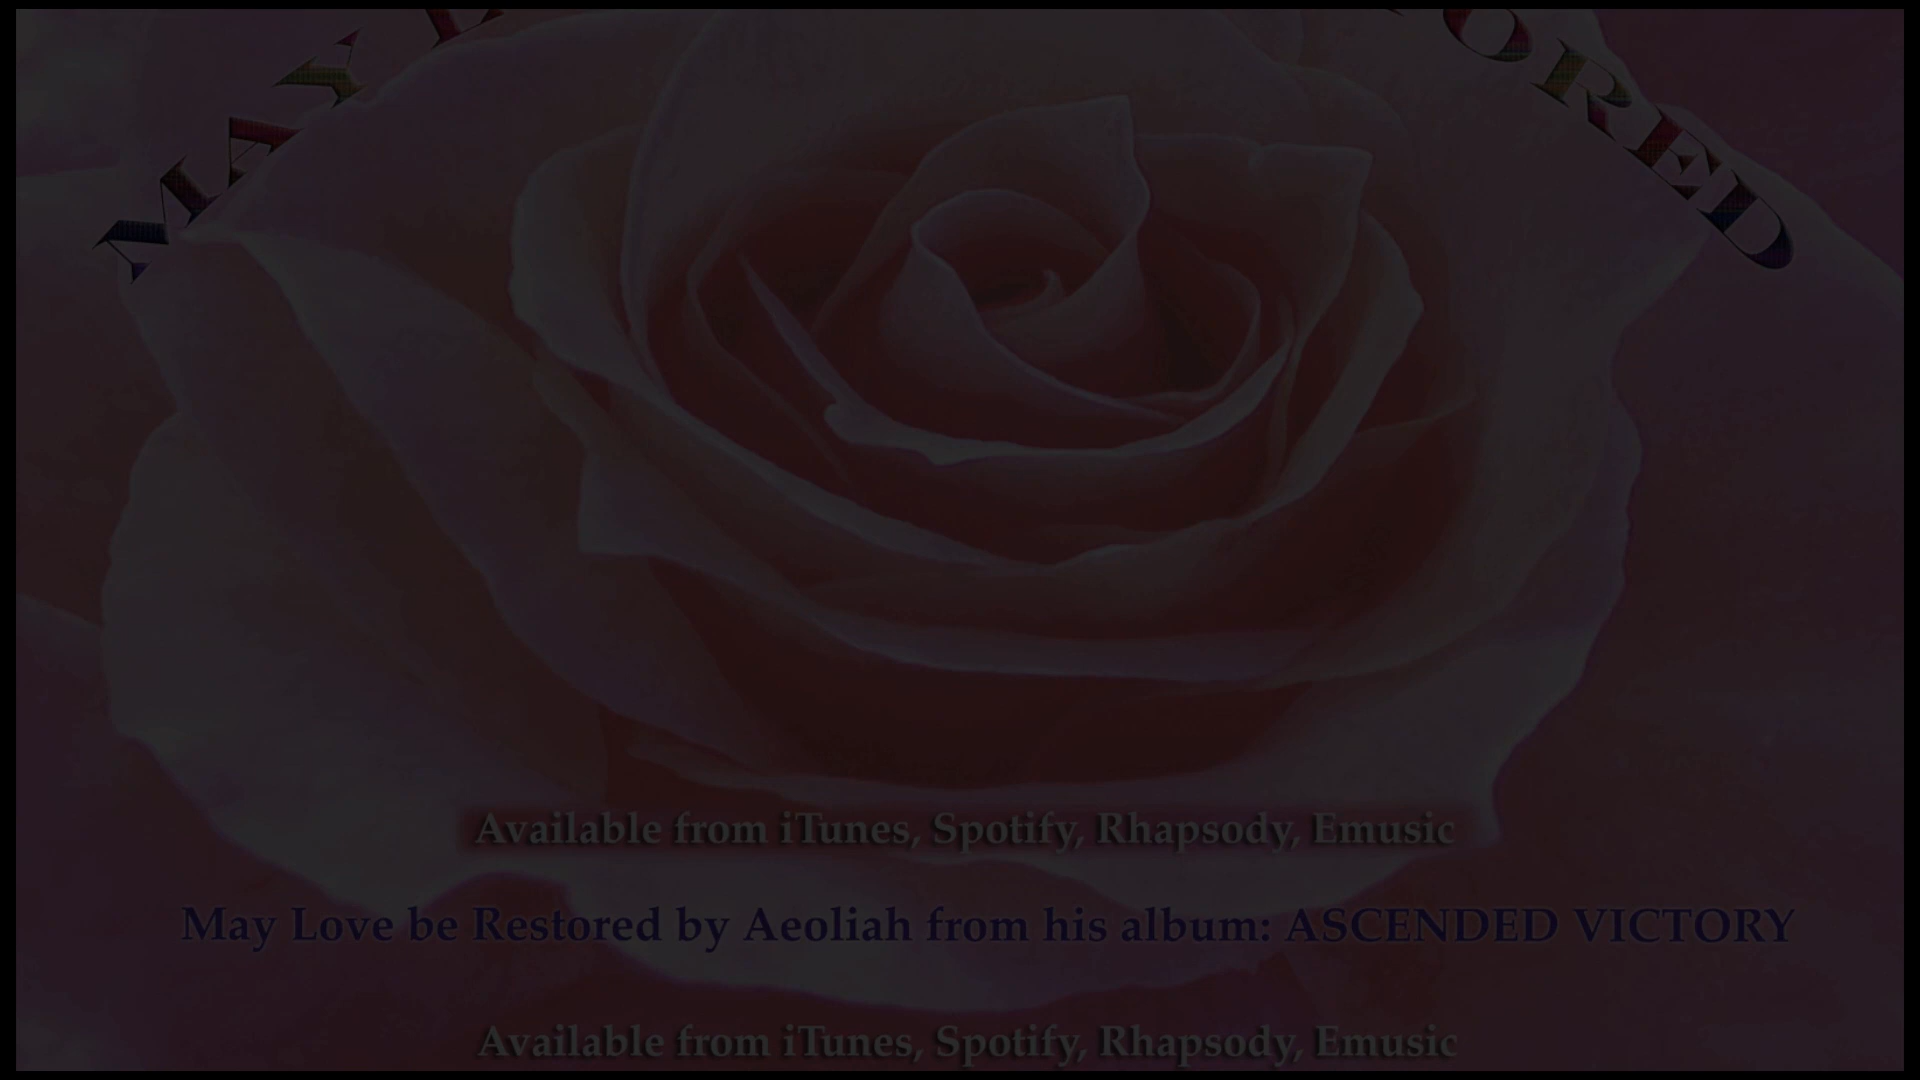 MAY L ORED
Available from iTunes, Spotify, Rhapsody, Emusic
May Love be Restored by Aeoliah from his album: ASCENDED VICTORY
Available from iTunes, Spotify, Rhapsody, Emusic